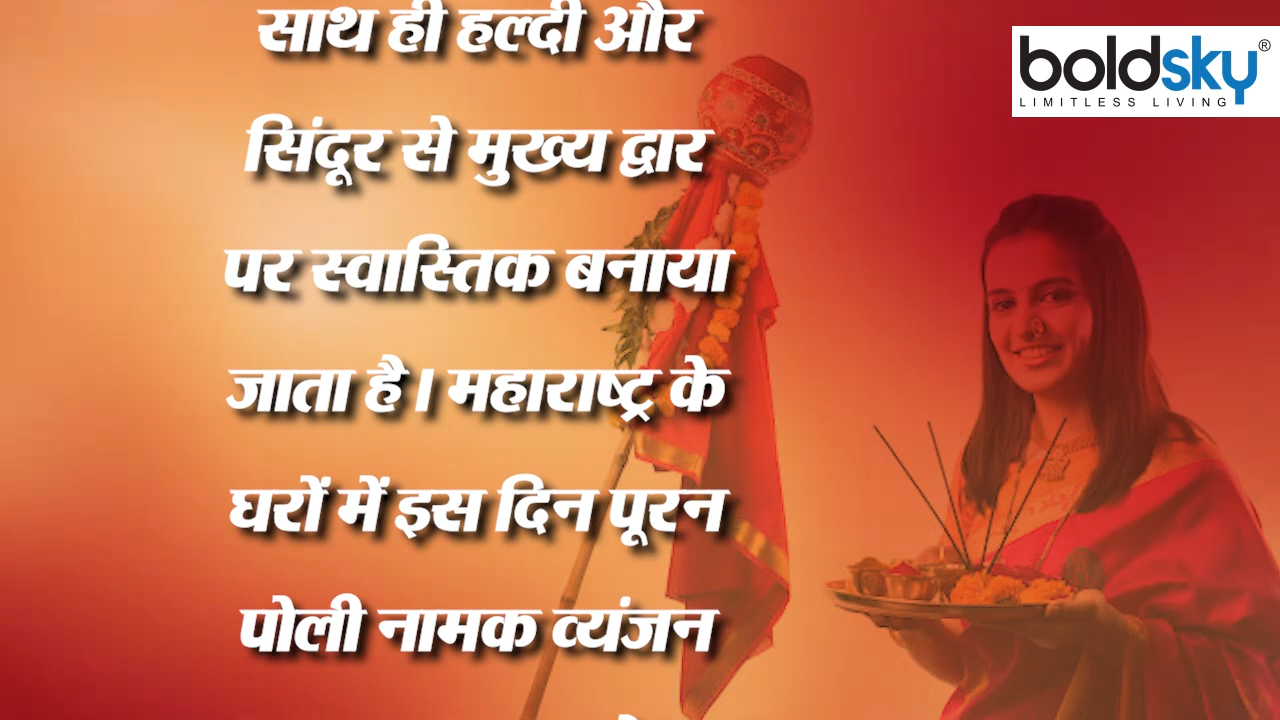 साथ ही हल्दी और
सिंदूर से मुख्य द्वार
पर स्वास्तिक बनाया
जाता है। महाराष्ट्र के
घरों में इस दिन पूरन
पोली नामक व्यंजन
boldsky®
LIMITLESS LIVING